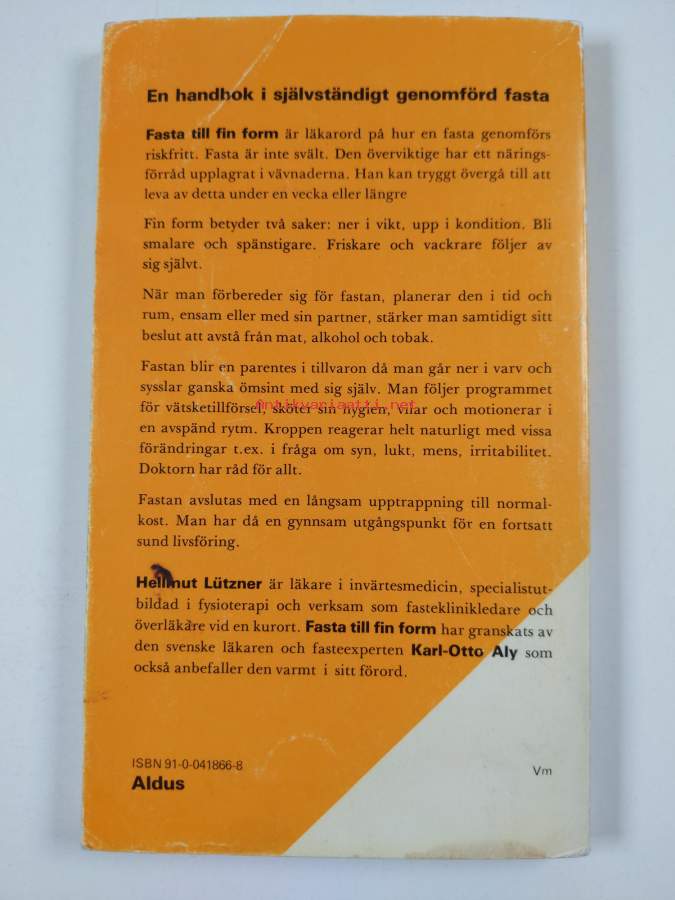 En handbok i självständigt genomförd fasta
Fasta till fin form är läkarord på hur en fasta genomförs
riskfritt. Fasta är inte svält. Den överviktige har ett närings-
förråd upplagrat i vävnaderna. Han kan tryggt övergå till att
leva av detta under en vecka eller längre
Fin form betyder två saker: ner i vikt, upp i kondition. Bli
smalare och spänstigare. Friskare och vackrare följer av
sig självt.
När man förbereder sig för fastan, planerar den i tid och
rum, ensam eller med sin partner, stärker man samtidigt sitt
beslut att avstå från mat, alkohol och tobak.
Fastan blir en parentes i tillvaron då man går ner i varv och
sysslar ganska ömsint med sig själv. Man följer programmet
för vätsketillförsel, sköter sin hygien, vilar och motionerar i
Antikvariaatti.net
en avspänd rytm. Kroppen reagerar helt naturligt med vissa
förändringar t.ex. i fråga om syn, lukt, mens, irritabilitet.
Doktorn har råd för allt.
Fastan avslutas med en långsam upptrappning till normal-
kost. Man har då en gynnsam utgångspunkt för en fortsatt
sund livsföring.
Hellmut Lützner är läkare i invärtesmedicin, specialistut-
bildad i fysioterapi och verksam som fasteklinikledare och
överläkare vid en kurort. Fasta till fin form har granskats av
den svenske läkaren och fasteexperten Karl-Otto Aly som
också anbefaller den varmt i sitt förord.
ISBN 91-0-041866-8
Aldus
Vm